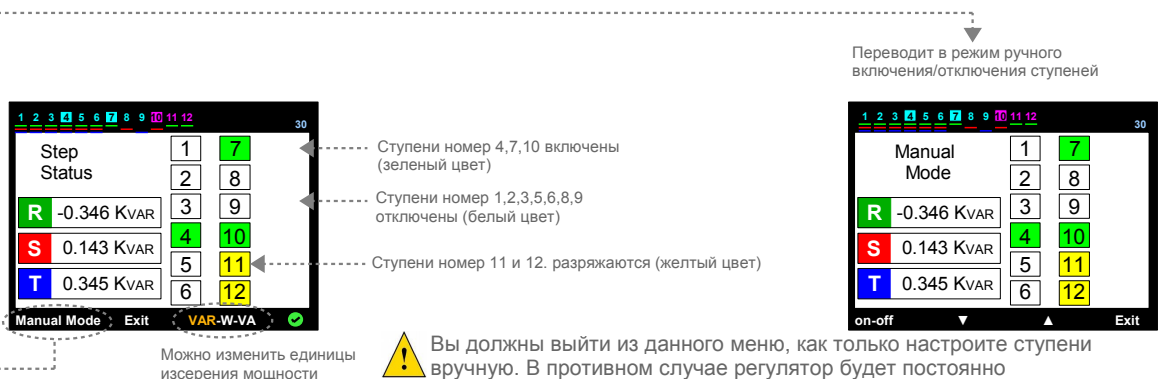 Переводит в режим ручного
включения/отключения ступеней
1 2 3 4 5 6 7 8 9 10 11 12
30
Step
Status
1 7
2 8
3 9
4 10
5 11
6 12
R -0.346 KVAR
S 0.143 KVAR
T 0.345 KVAR
Manual Mode Exit VAR-W-VA
Ступени номер 4,7,10 включены
(зеленый цвет)
Ступени номер 1,2,3,5,6,8,9
отключены (белый цвет)
Ступени номер 11 и 12. разряжаются (желтый цвет)
1 2 3 4 5 6 7 8 9 10 11 12
30
Manual
Mode
1 7
2 8
3 9
4 10
5 11
6 12
R -0.346 KVAR
S 0.143 KVAR
T 0.345 KVAR
on-off ▼ ▲ Exit
Можно изменить единицы
изсерения мощности
! Вы должны выйти из данного меню, как только настроите ступени
вручную. В противном случае регулятор будет постоянно